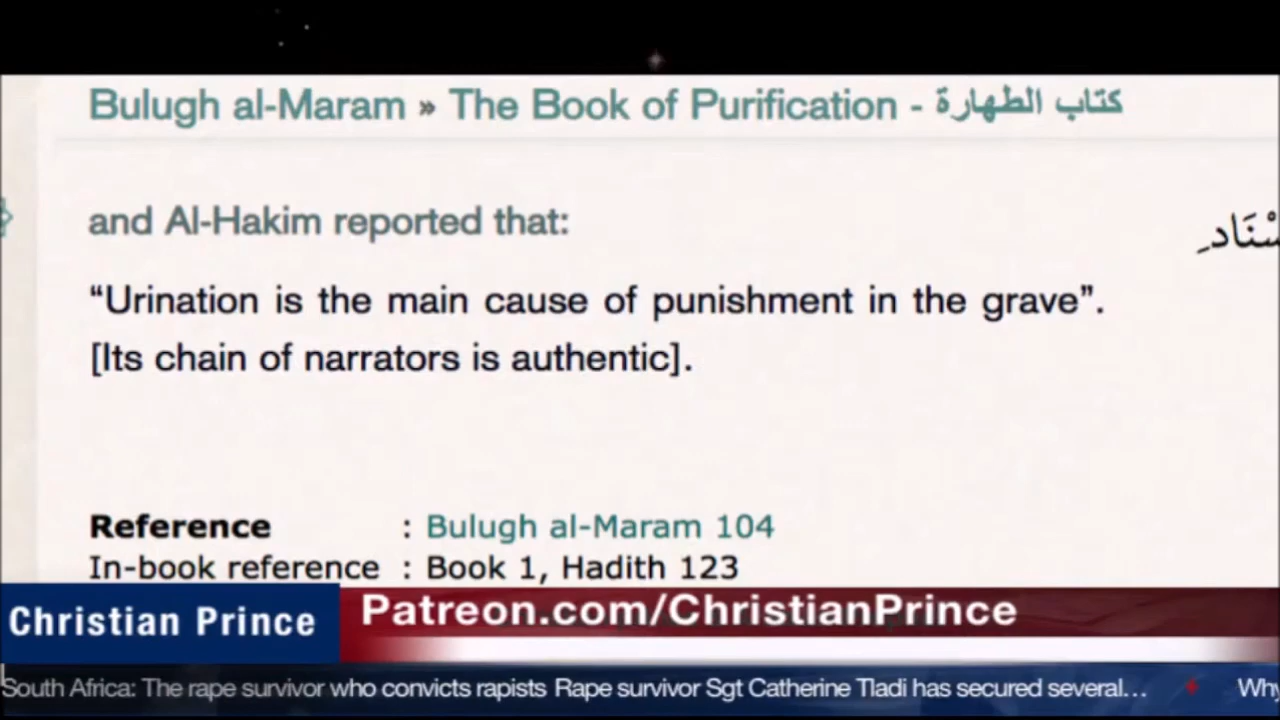 Bulugh al-Maram » The Book of Purification - كتاب الطهارة
and Al-Hakim reported that:
“Urination is the main cause of punishment in the grave”.
[Its chain of narrators is authentic].
Reference : Bulugh al-Maram 104
In-book reference : Book 1, Hadith 123
Christian Prince
Patreon.com/ChristianPrince
South Africa: The rape survivor who convicts rapists Rape survivor Sgt Catherine Tladi has secured several…